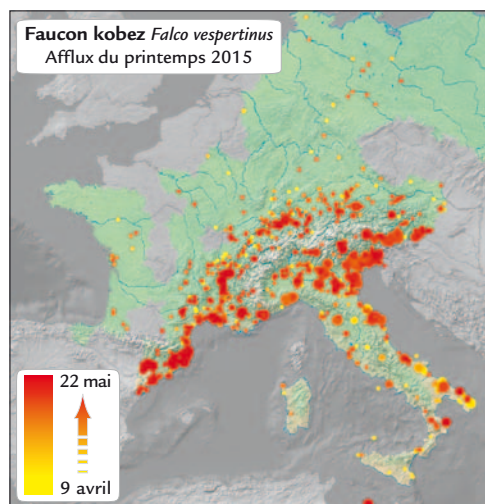 Faucon kobez Falco vespertinus
Afflux du printemps 2015
22 mai
9 avril